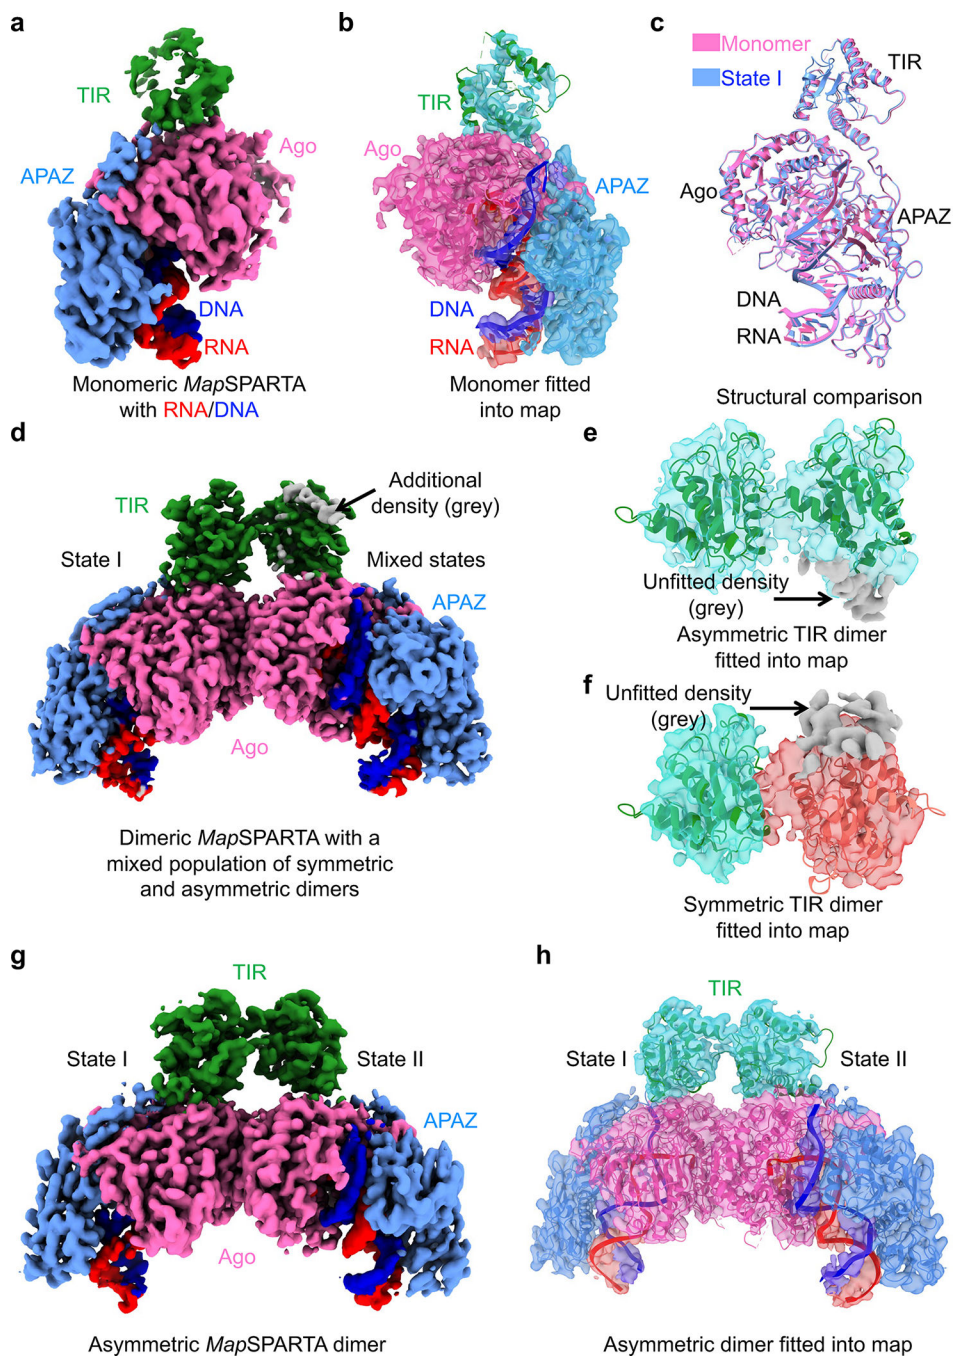 a
TIR
Ago
APAZ
DNA
RNA
Monomeric MapSPARTA
with RNA/DNA
b
TIR
Ago
APAZ
DNA
RNA
Monomer fitted
into map
c
Monomer
State I
TIR
Ago
APAZ
DNA
RNA
Structural comparison
d
TIR
Additional
density (grey)
State I
Mixed states
APAZ
Ago
Dimeric MapSPARTA with a
mixed population of symmetric
and asymmetric dimers
e
Unfitted density
(grey)
Asymmetric TIR dimer
fitted into map
f
Unfitted density
(grey)
Symmetric TIR dimer
fitted into map
g
TIR
State I
State II
APAZ
Ago
Asymmetric MapSPARTA dimer
h
TIR
State I
State II
Asymmetric dimer fitted into map